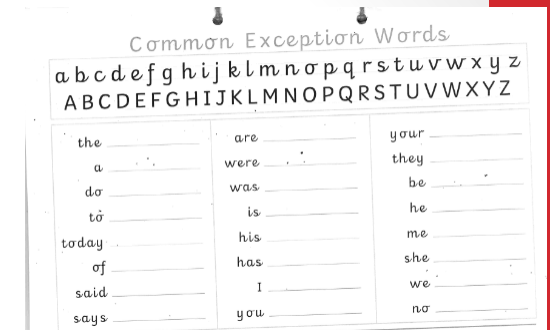 Common Exception Words
a b c d e f g h i j k l m n o p q r s t u v w x y z
A B C D E F G H I J K L M N O P Q R S T U V W X Y Z
the
a
do
to
today
of
said
says
are
were
was
is
his
has
I
you
your
they
be
he
me
she
we
no